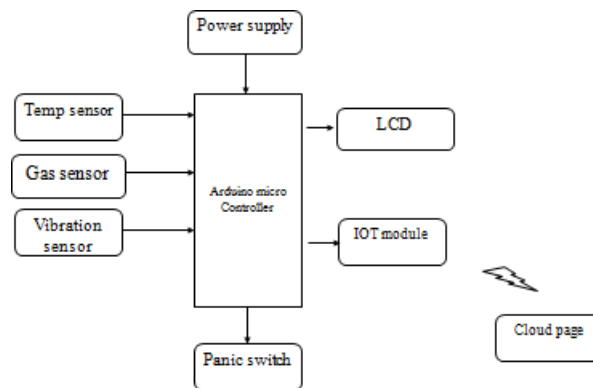 Power supply
Temp sensor
LCD
Gas sensor
Arduino micro
Controller
Vibration
sensor
IOT module
Cloud page
Panic switch